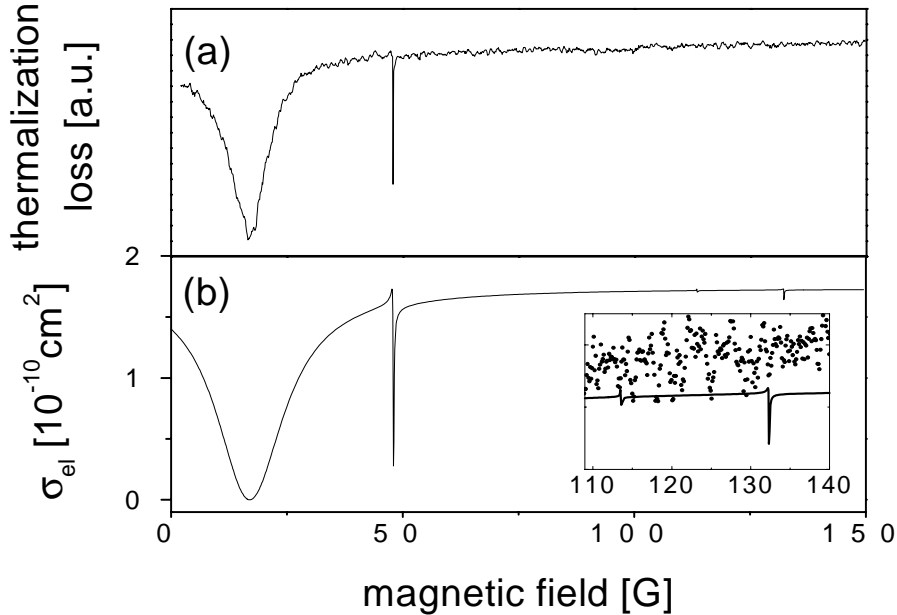 thermalization
loss [a.u.]
(a)
(b)
σel [10-10cm2]
2
1
0
110 120 130 140
0 50 100 150
magnetic field [G]